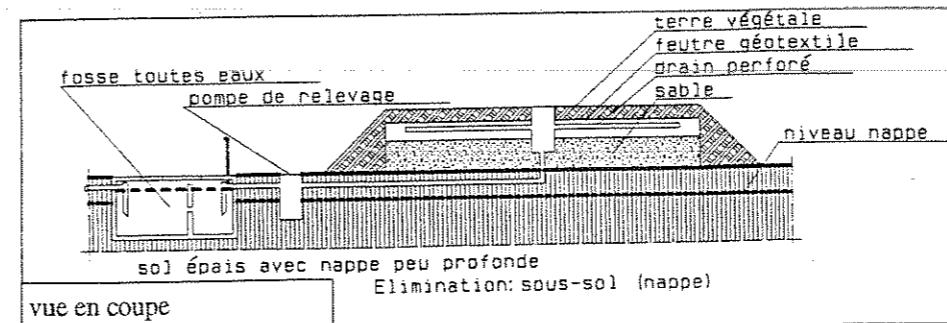 terre végétale
feutre géotextile
drain perforé
sable
fosse toutes eaux
pompe de relevage
niveau nappe
sol épais avec nappe peu profonde
Elimination: sous-sol (nappe)
vue en coupe